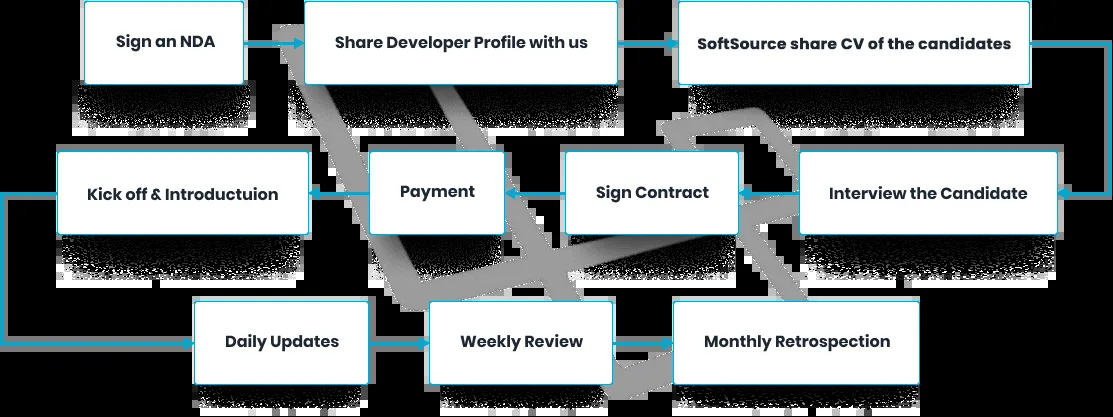 Sign an NDA
Share Developer Profile with us
SoftSource share CV of the candidates
Interview the Candidate
Sign Contract
Payment
Kick off & Introductuion
Daily Updates
Weekly Review
Monthly Retrospection